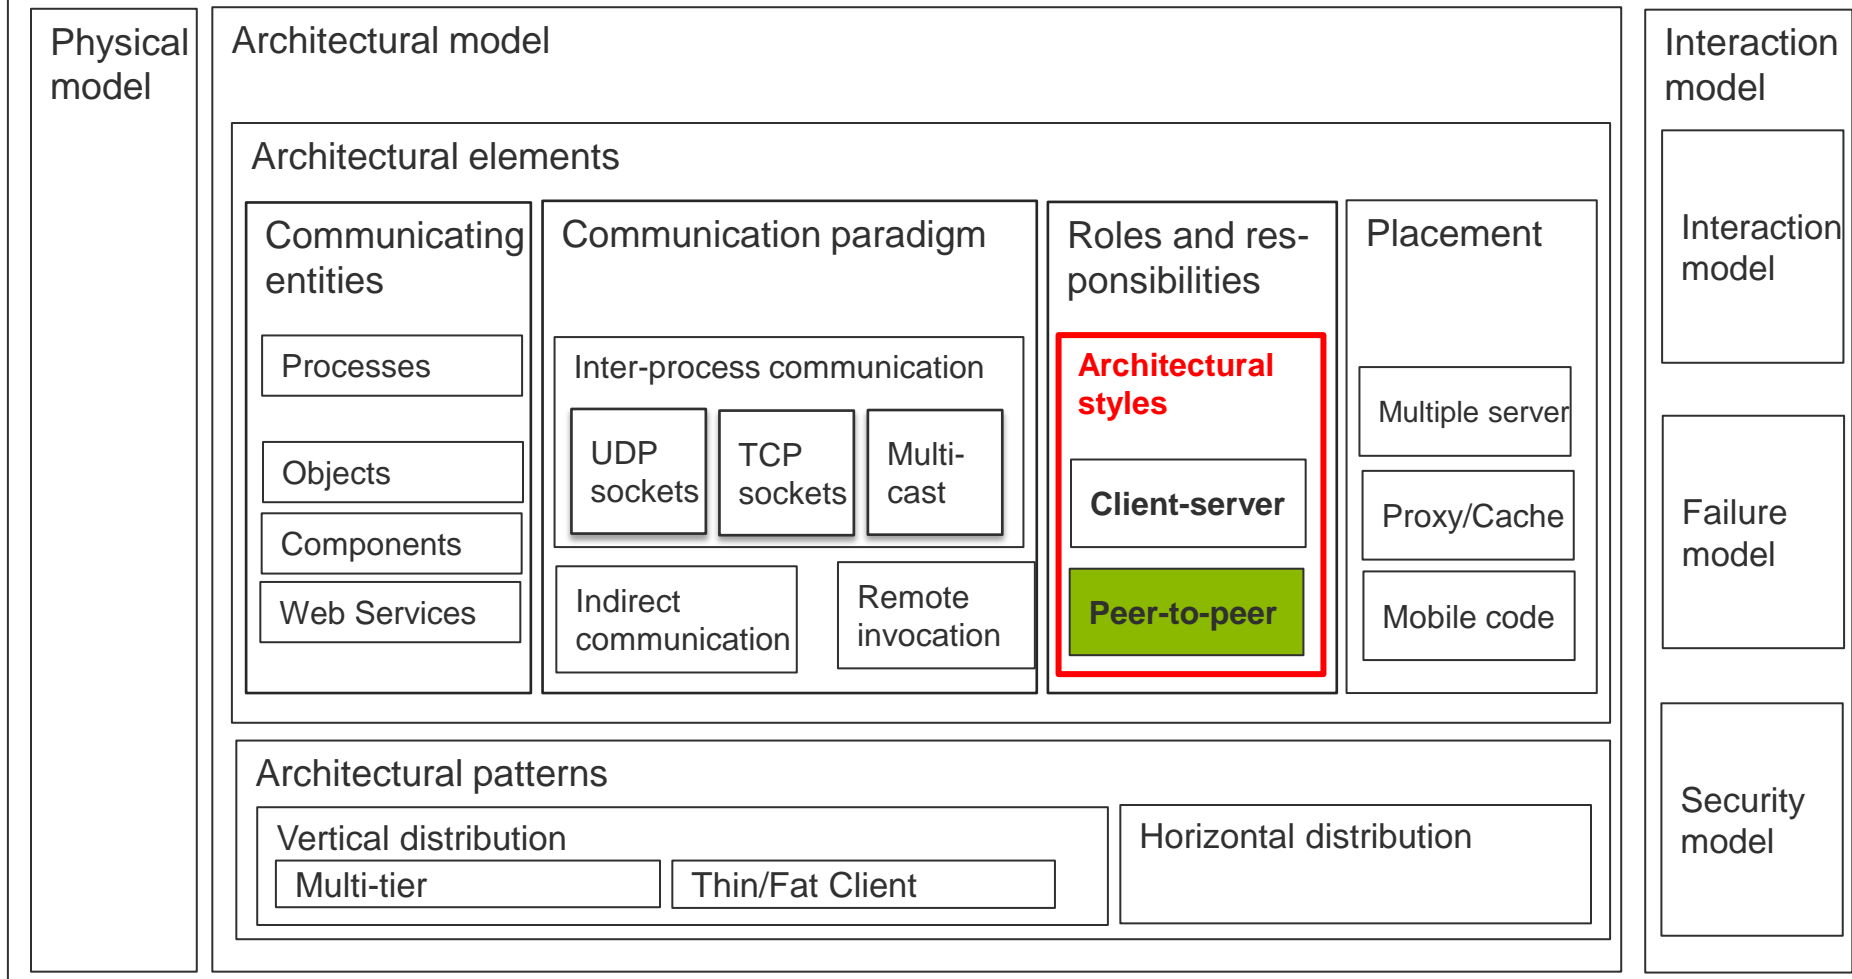 Physical
model
Architectural model
Architectural elements
Communicating
entities
Processes
Objects
Components
Web Services
Communication paradigm
Inter-process communication
UDP
sockets
TCP
sockets
Multi-
cast
Indirect
communication
Remote
invocation
Roles and res-
ponsibilities
Architectural
styles
Client-server
Peer-to-peer
Placement
Multiple server
Proxy/Cache
Mobile code
Architectural patterns
Vertical distribution
Multi-tier
Thin/Fat Client
Horizontal distribution
Interaction
model
Interaction
model
Failure
model
Security
model